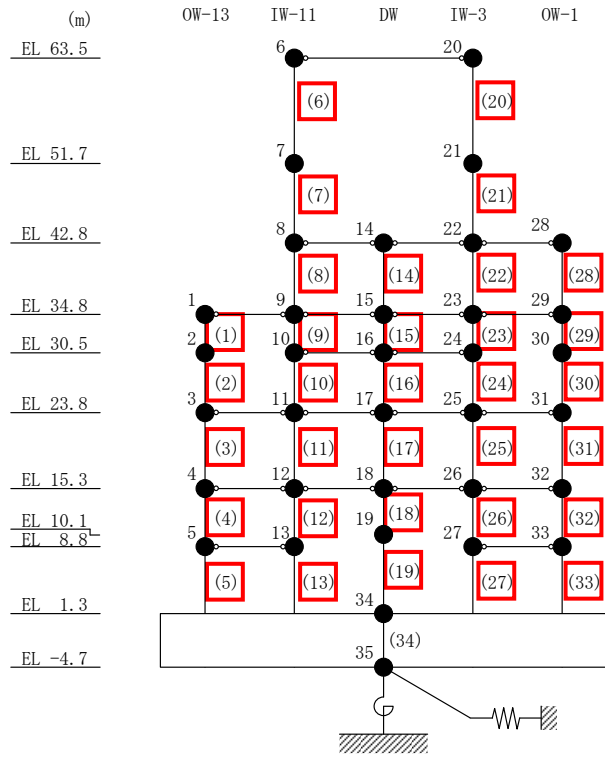 (m) OW-13 IW-11 DW IW-3 OW-1
EL 63.5 6 20
(6) (20)
EL 51.7 7 21
(7) (21)
EL 42.8 8 14 22 28
(8) (14) (22) (28)
EL 34.8 1 9 15 23 29
(1) (9) (15) (23) (29)
EL 30.5 2 10 16 24 30
(2) (10) (16) (24) (30)
EL 23.8 3 11 17 25 31
(3) (11) (17) (25) (31)
EL 15.3 4 12 18 26 32
(4) (12) (18) (26) (32)
EL 10.1 19
EL 8.8 5 13 27 33
(5) (13) (19) (27) (33)
EL 1.3 34
(34)
EL -4.7 35